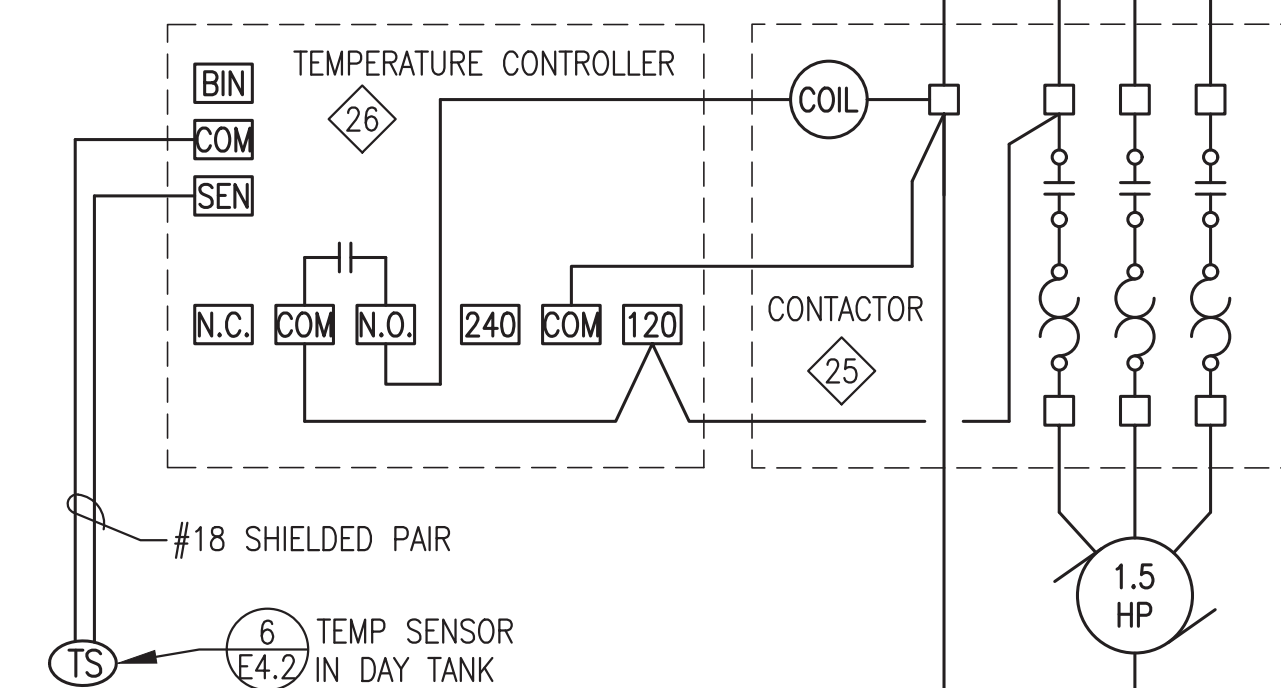 TEMPERATURE CONTROLLER
26
BIN
COM
SEN
COIL
N.C.
COM
N.O.
240
COM
120
CONTACTOR
25
#18 SHIELDED PAIR
1.5
HP
6
E4.2
TEMP SENSOR
IN DAY TANK
TS